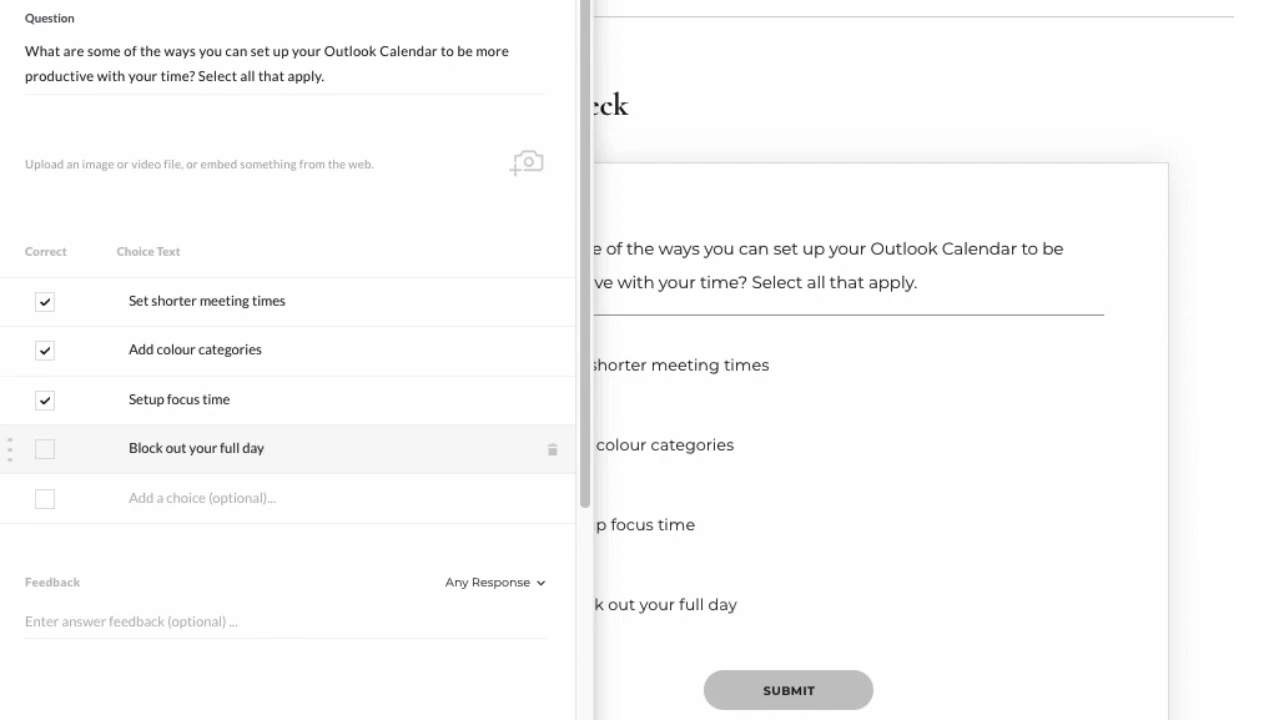 Question
What are some of the ways you can set up your Outlook Calendar to be more
productive with your time? Select all that apply.
Upload an image or video file, or embed something from the web.
Correct Choice Text
Set shorter meeting times
Add colour categories
Setup focus time
Block out your full day
Add a choice (optional)...
Feedback Any Response
Enter answer feedback (optional) ...
eck
e of the ways you can set up your Outlook Calendar to be
ve with your time? Select all that apply.
shorter meeting times
colour categories
p focus time
k out your full day
SUBMIT